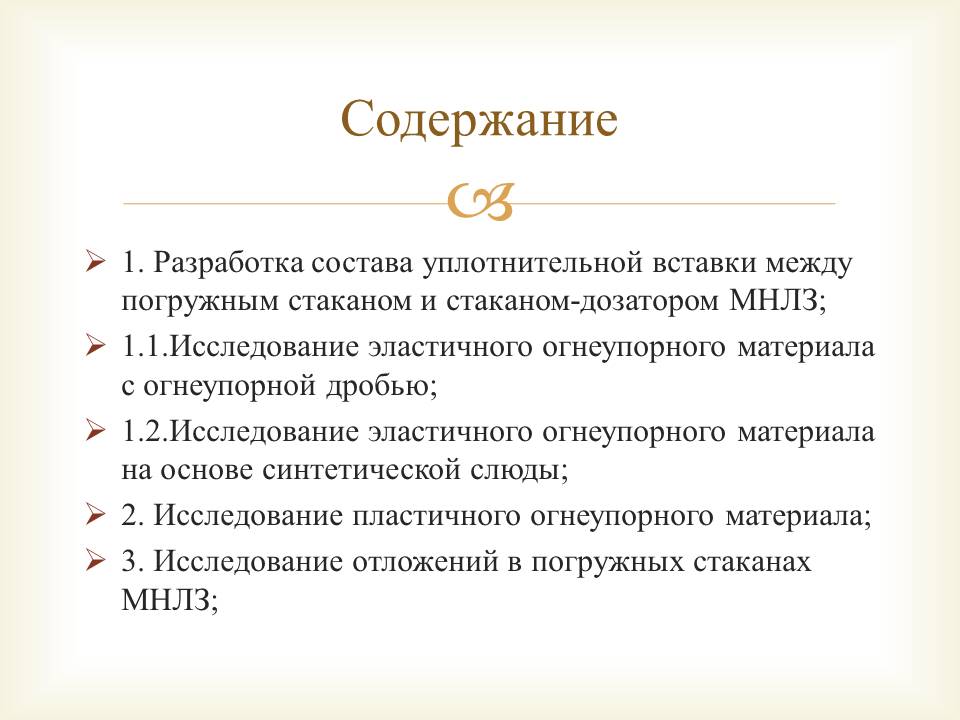 Содержание
1. Разработка состава уплотнительной вставки между
погружным стаканом и стаканом-дозатором МНЛЗ;
1.1.Исследование эластичного огнеупорного материала
с огнеупорной дробью;
1.2.Исследование эластичного огнеупорного материала
на основе синтетической слюды;
2. Исследование пластичного огнеупорного материала;
3. Исследование отложений в погружных стаканах
МНЛЗ;